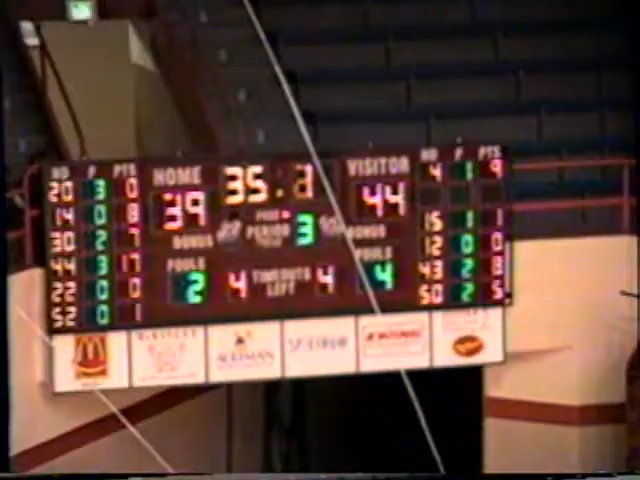 NO F PTS HOME 35.1 VISITOR NO F PTS
20 3 0 39 44 4 1 9
14 0 8
30 2 7 BONUS PERIOD 3 BONUS 15 1 1
44 3 17 FOULS FOULS 12 0 0
22 0 0 2 4 TIMEOUTS LEFT 4 4 43 2 8
52 0 1 50 2 5